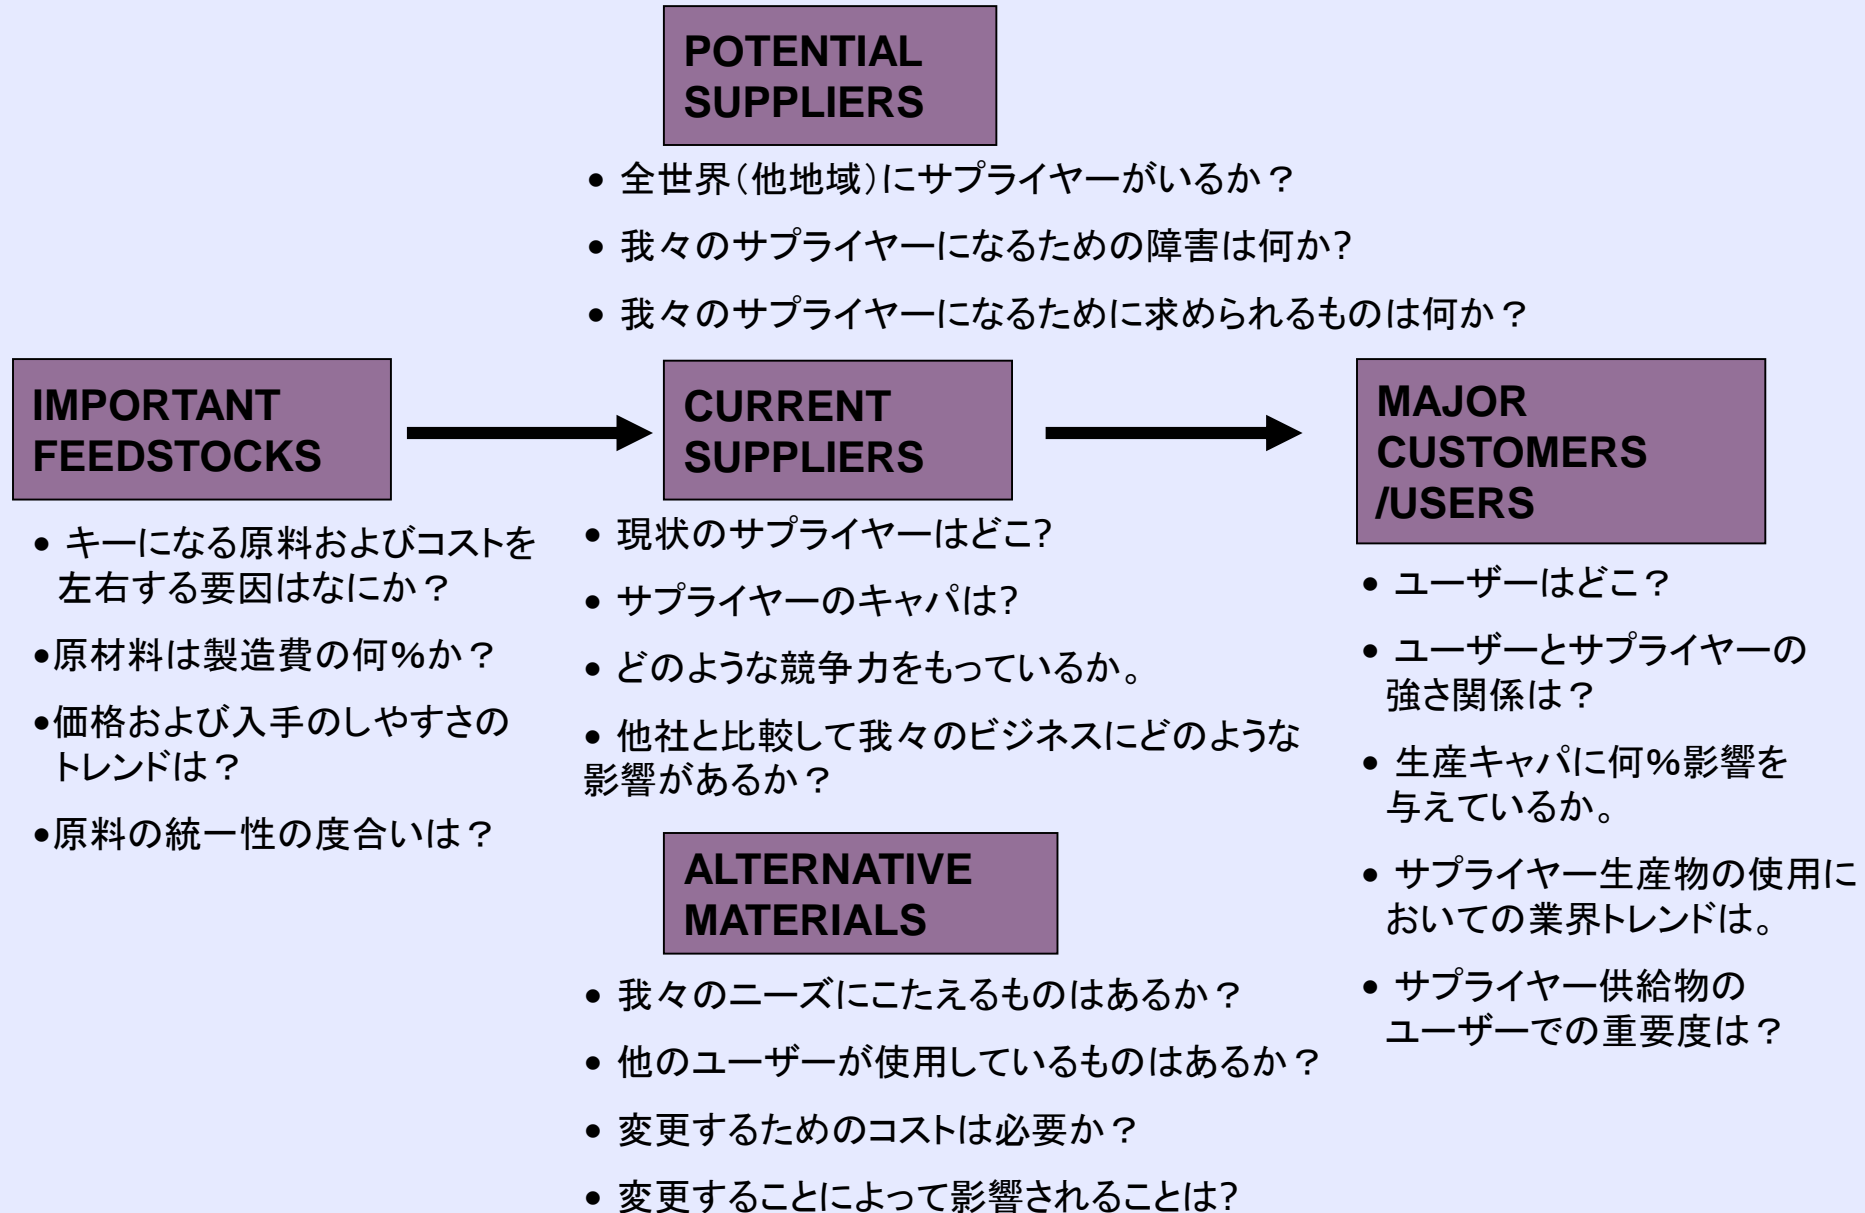 POTENTIAL
SUPPLIERS
• 全世界（他地域）にサプライヤーがいるか？
• 我々のサプライヤーになるための障害は何か?
• 我々のサプライヤーになるために求められるものは何か？
IMPORTANT
FEEDSTOCKS
• キーになる原料およびコストを
左右する要因はなにか？
•原材料は製造費の何%か？
•価格および入手のしやすさの
トレンドは？
•原料の統一性の度合いは？
CURRENT
SUPPLIERS
• 現状のサプライヤーはどこ?
• サプライヤーのキャパは?
• どのような競争力をもっているか。
• 他社と比較して我々のビジネスにどのような
影響があるか？
ALTERNATIVE
MATERIALS
• 我々のニーズにこたえるものはあるか？
• 他のユーザーが使用しているものはあるか？
• 変更するためのコストは必要か？
• 変更することによって影響されることは?
MAJOR
CUSTOMERS
/USERS
• ユーザーはどこ？
• ユーザーとサプライヤーの
強さ関係は？
• 生産キャパに何%影響を
与えているか。
• サプライヤー生産物の使用に
おいての業界トレンドは。
• サプライヤー供給物の
ユーザーでの重要度は？